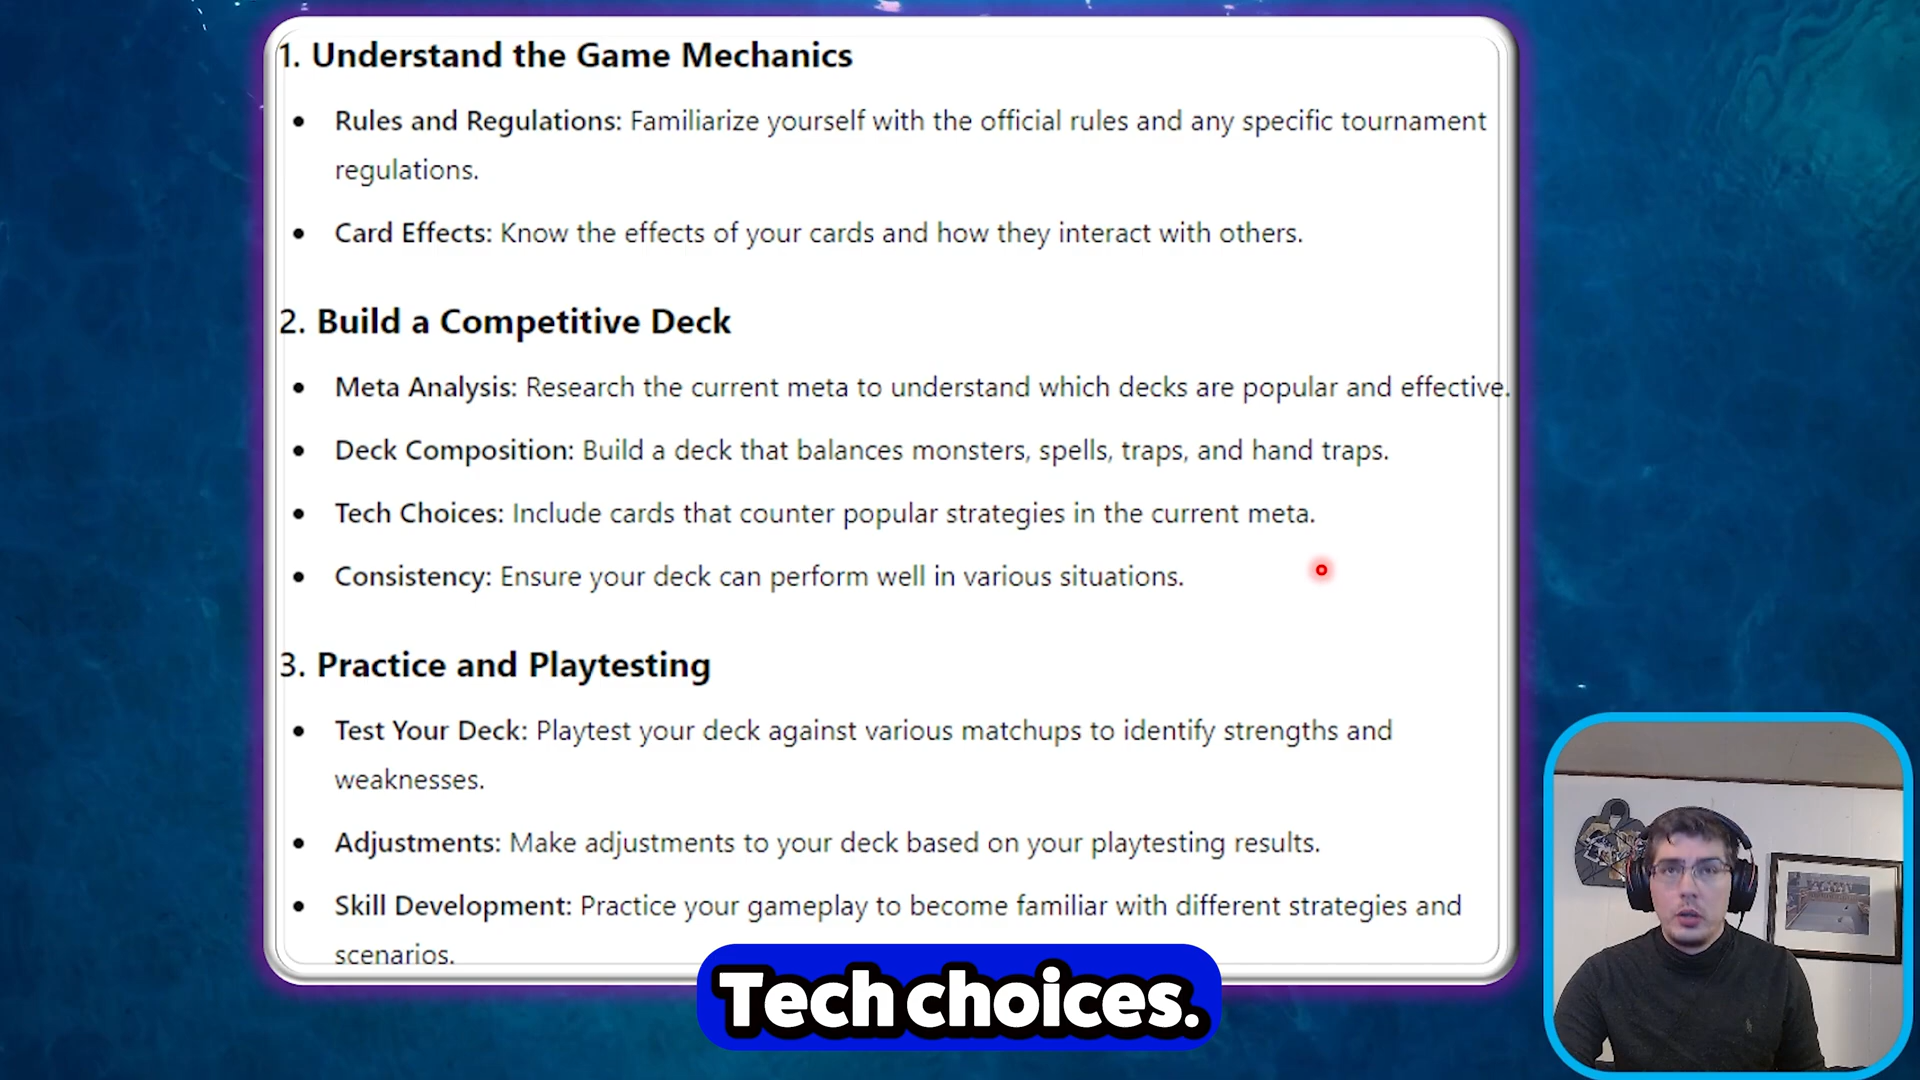 1. Understand the Game Mechanics
• Rules and Regulations: Familiarize yourself with the official rules and any specific tournament
regulations.
• Card Effects: Know the effects of your cards and how they interact with others.
2. Build a Competitive Deck
• Meta Analysis: Research the current meta to understand which decks are popular and effective.
• Deck Composition: Build a deck that balances monsters, spells, traps, and hand traps.
• Tech Choices: Include cards that counter popular strategies in the current meta.
• Consistency: Ensure your deck can perform well in various situations.
3. Practice and Playtesting
• Test Your Deck: Playtest your deck against various matchups to identify strengths and
weaknesses.
• Adjustments: Make adjustments to your deck based on your playtesting results.
• Skill Development: Practice your gameplay to become familiar with different strategies and
scenarios.
Tech choices.